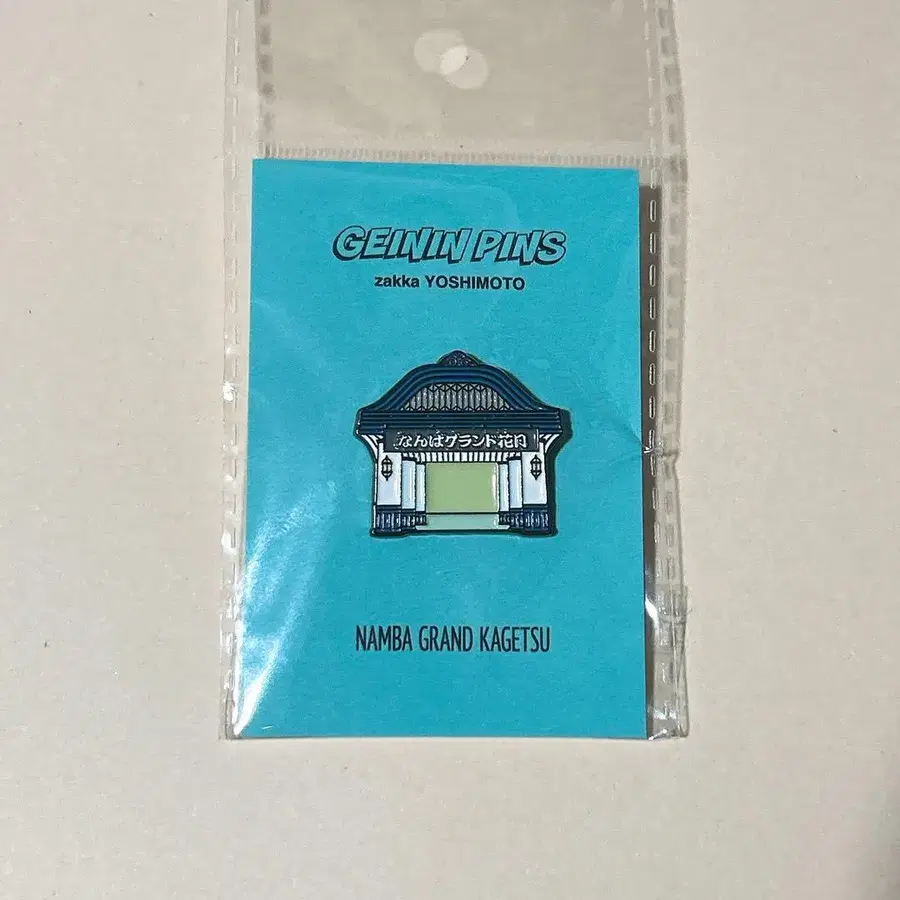 GEININ PINS
zakka YOSHIMOTO
なんばグランド花月
NAMBA GRAND KAGETSU